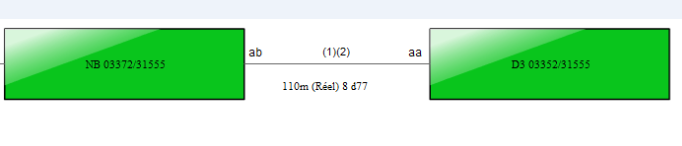 ab (1)(2) aa
NB 03372/31555 D3 03352/31555
110m (Réel) 8 d77